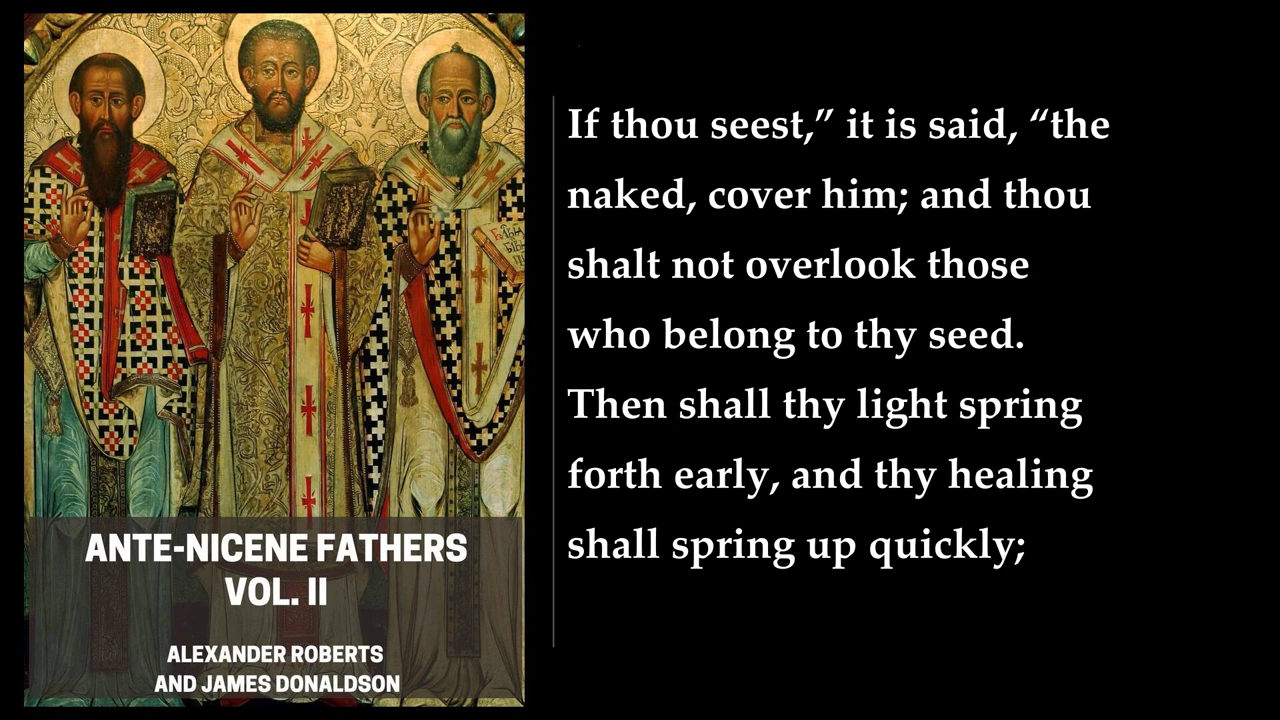 ANTE-NICENE FATHERS
VOL. II
ALEXANDER ROBERTS
AND JAMES DONALDSON
If thou seest,” it is said, “the
naked, cover him; and thou
shalt not overlook those
who belong to thy seed.
Then shall thy light spring
forth early, and thy healing
shall spring up quickly;